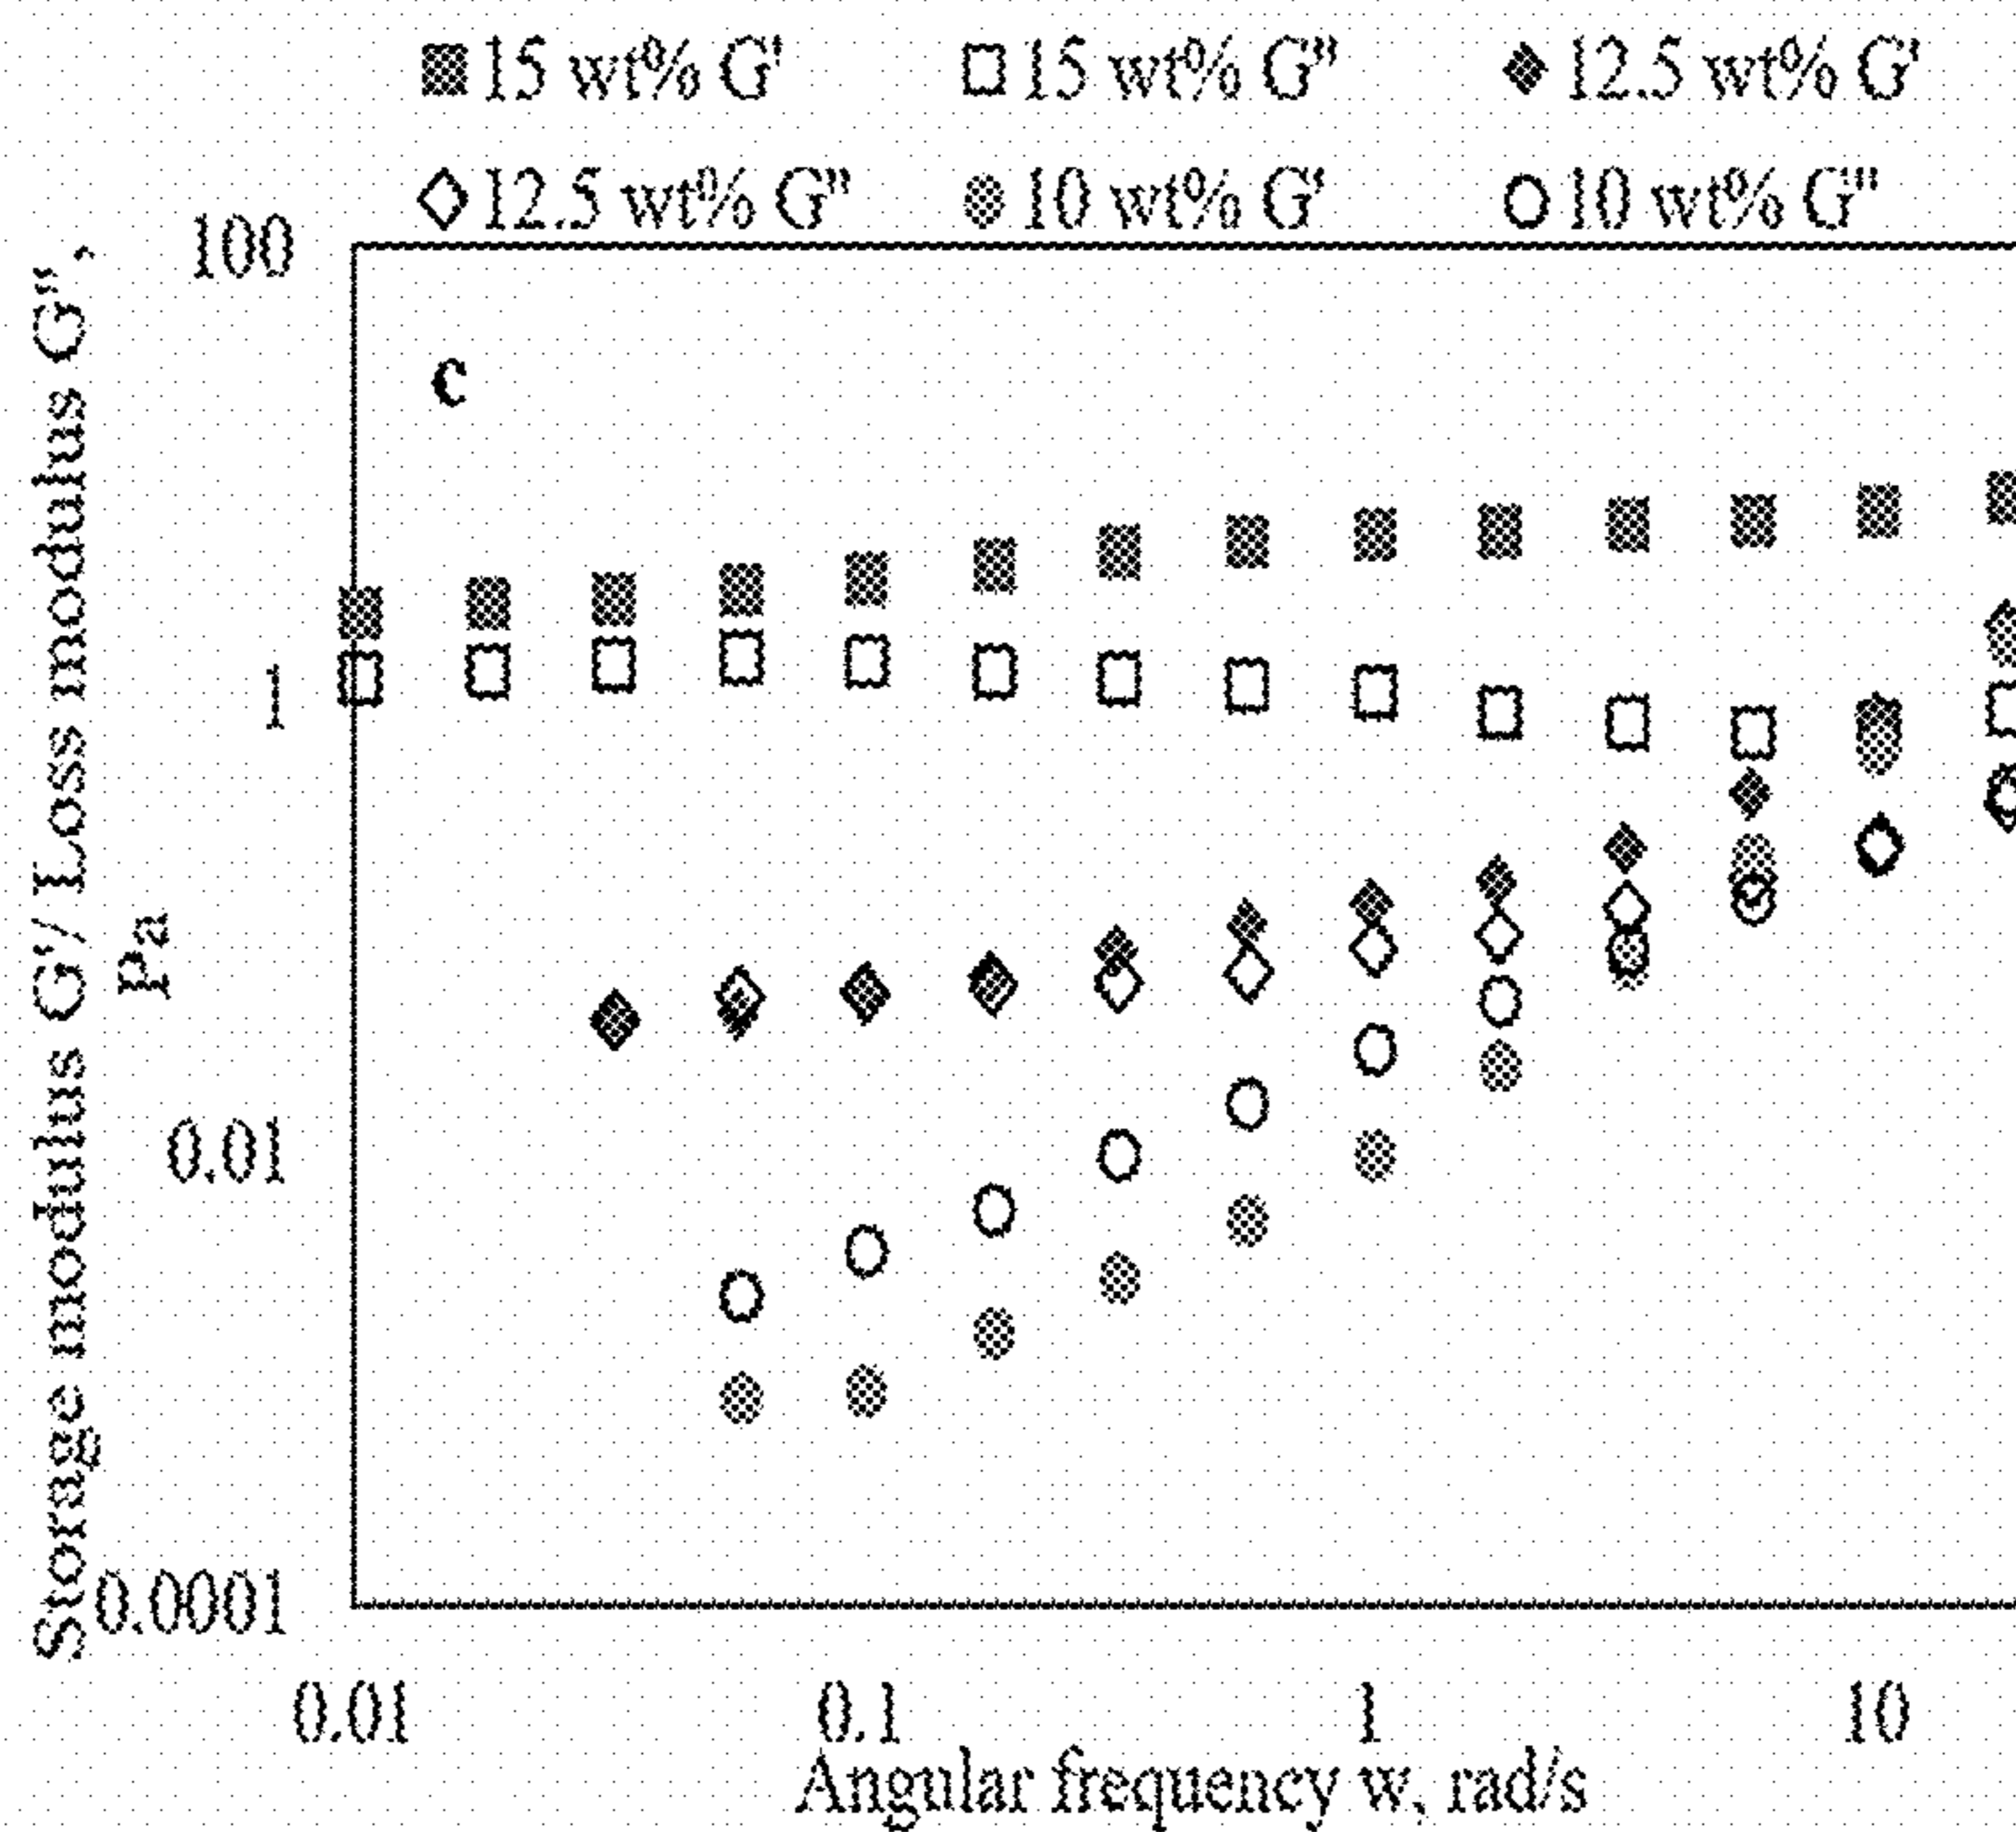 15 wt% G' 15 wt% G" 12.5 wt% G'
12.5 wt% G" 10 wt% G' 10 wt% G"
Storage modulus G'/ Loss modulus G",
Pa
100
1
0.01
0.0001
c
0.01 0.1 1 10
Angular frequency w, rad/s